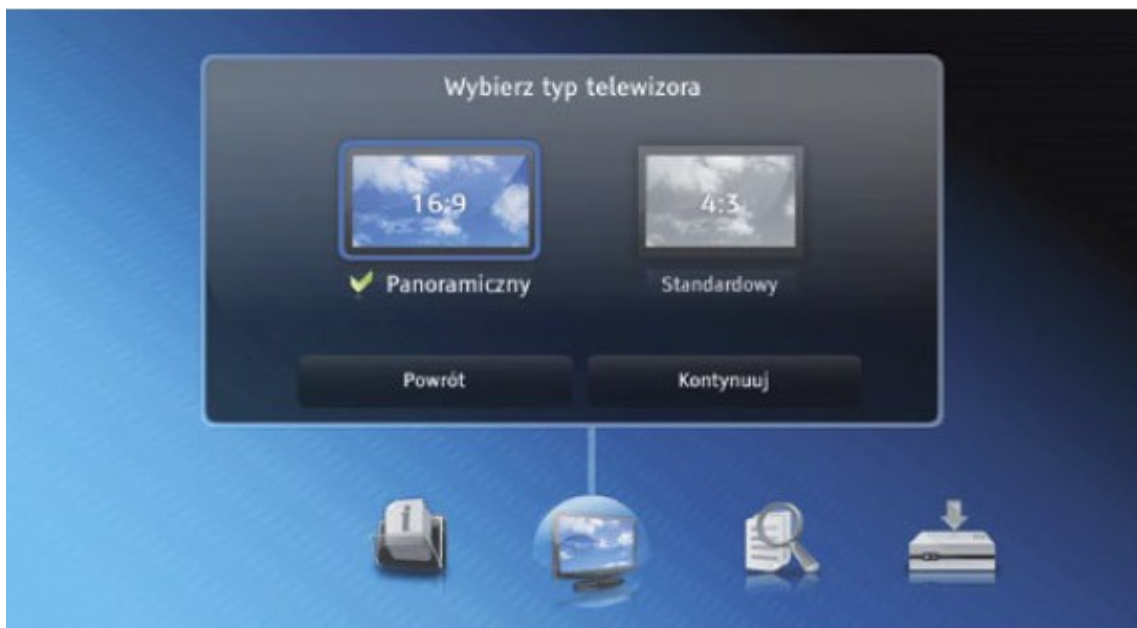 Wybierz typ telewizora
16:9
4:3
Panoramiczny
Standardowy
Powrót
Kontynuuj